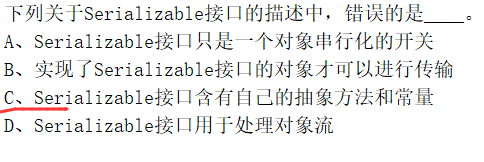 下列关于Serializable接口的描述中，错误的是____。
A、Serializable接口只是一个对象串行化的开关
B、实现了Serializable接口的对象才可以进行传输
C、Serializable接口含有自己的抽象方法和常量
D、Serializable接口用于处理对象流